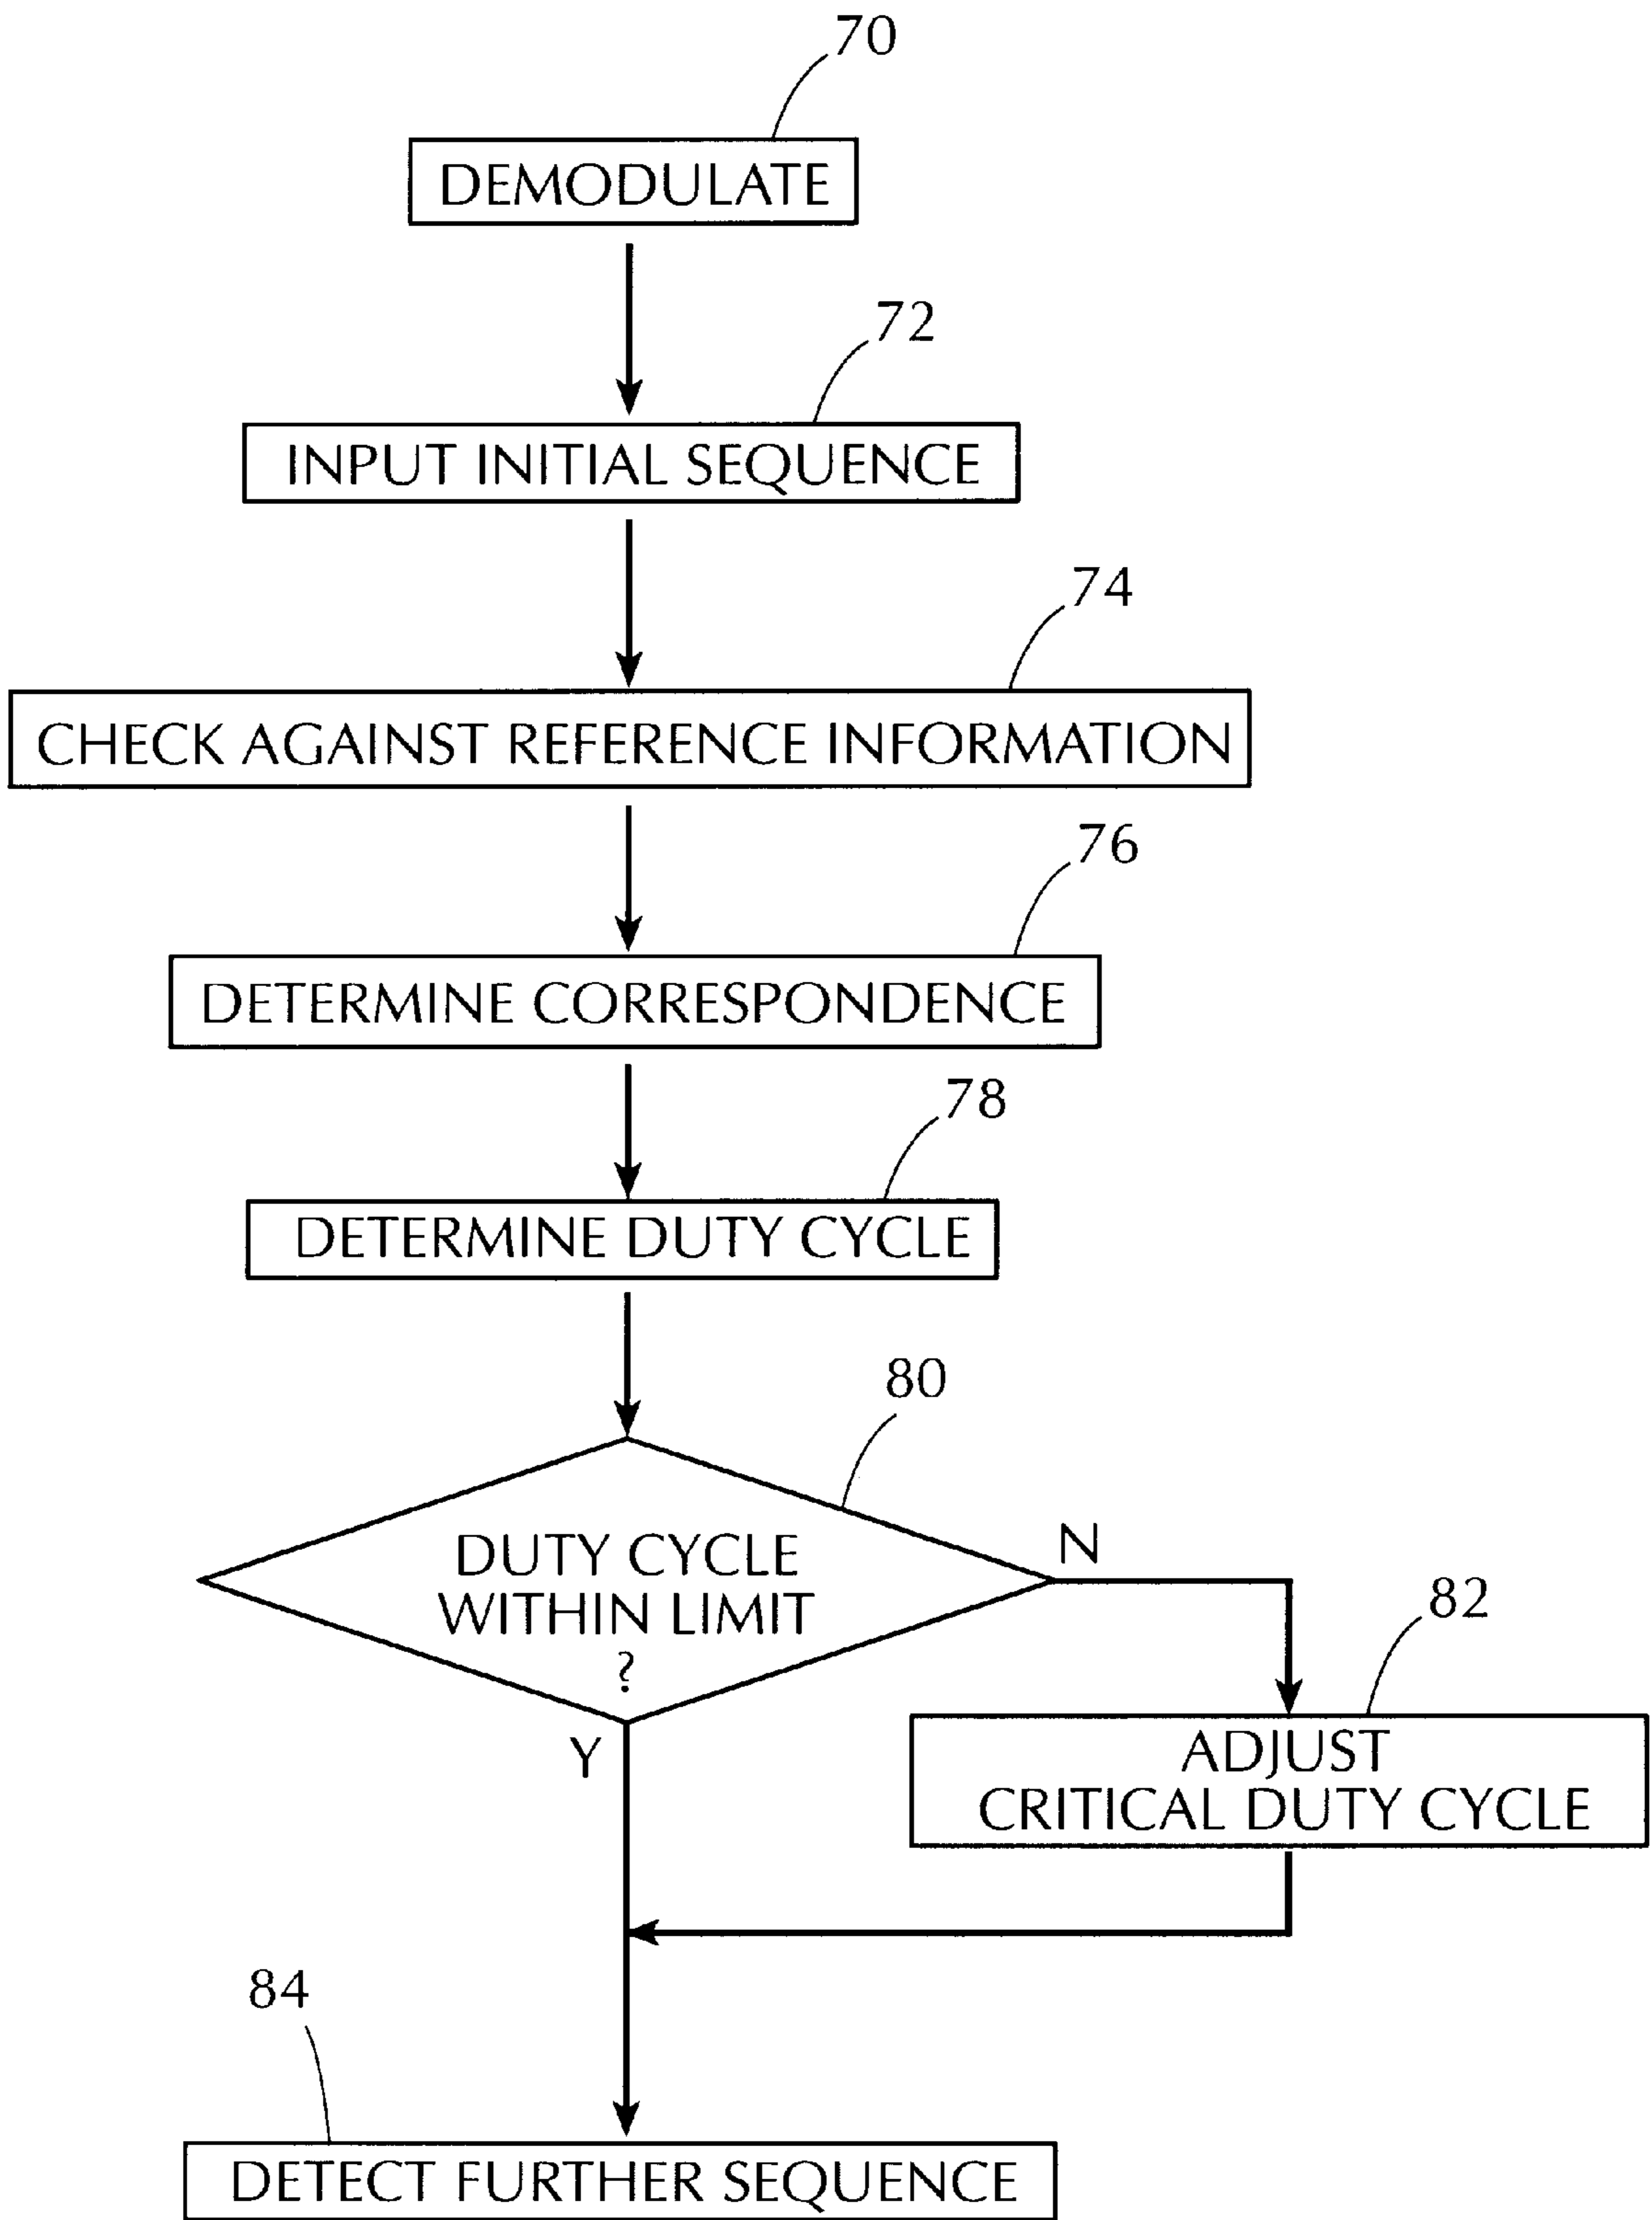 70
DEMODULATE
72
INPUT INITIAL SEQUENCE
74
CHECK AGAINST REFERENCE INFORMATION
76
DETERMINE CORRESPONDENCE
78
DETERMINE DUTY CYCLE
80
DUTY CYCLE
WITHIN LIMIT
?
N
Y
82
ADJUST
CRITICAL DUTY CYCLE
84
DETECT FURTHER SEQUENCE